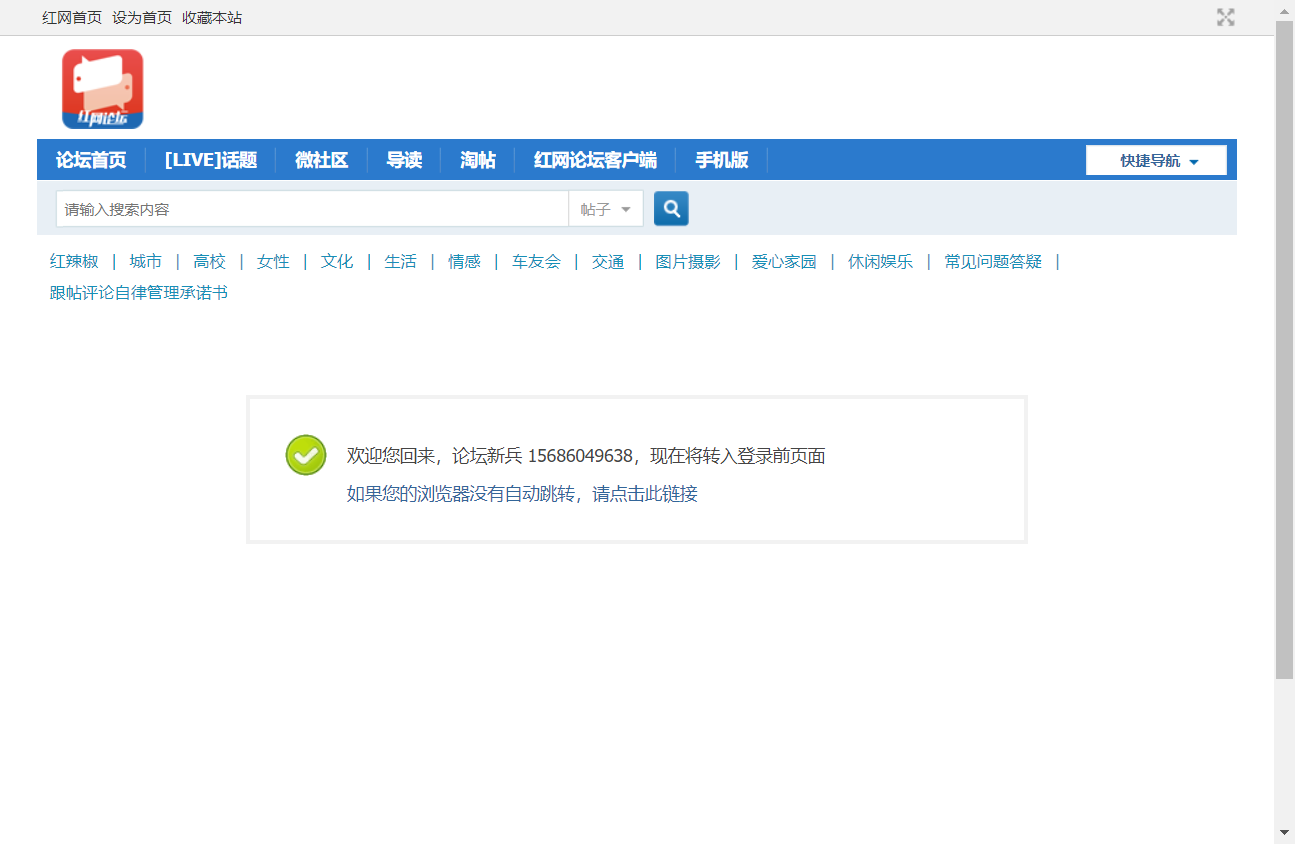 红网首页 设为首页 收藏本站
红网论坛
论坛首页 [LIVE]话题 微社区 导读 淘帖 红网论坛客户端 手机版 快捷导航
请输入搜索内容 帖子
红辣椒 | 城市 | 高校 | 女性 | 文化 | 生活 | 情感 | 车友会 | 交通 | 图片摄影 | 爱心家园 | 休闲娱乐 | 常见问题答疑 |
跟帖评论自律管理承诺书
欢迎您回来，论坛新兵 15686049638，现在将转入登录前页面
如果您的浏览器没有自动跳转，请点击此链接